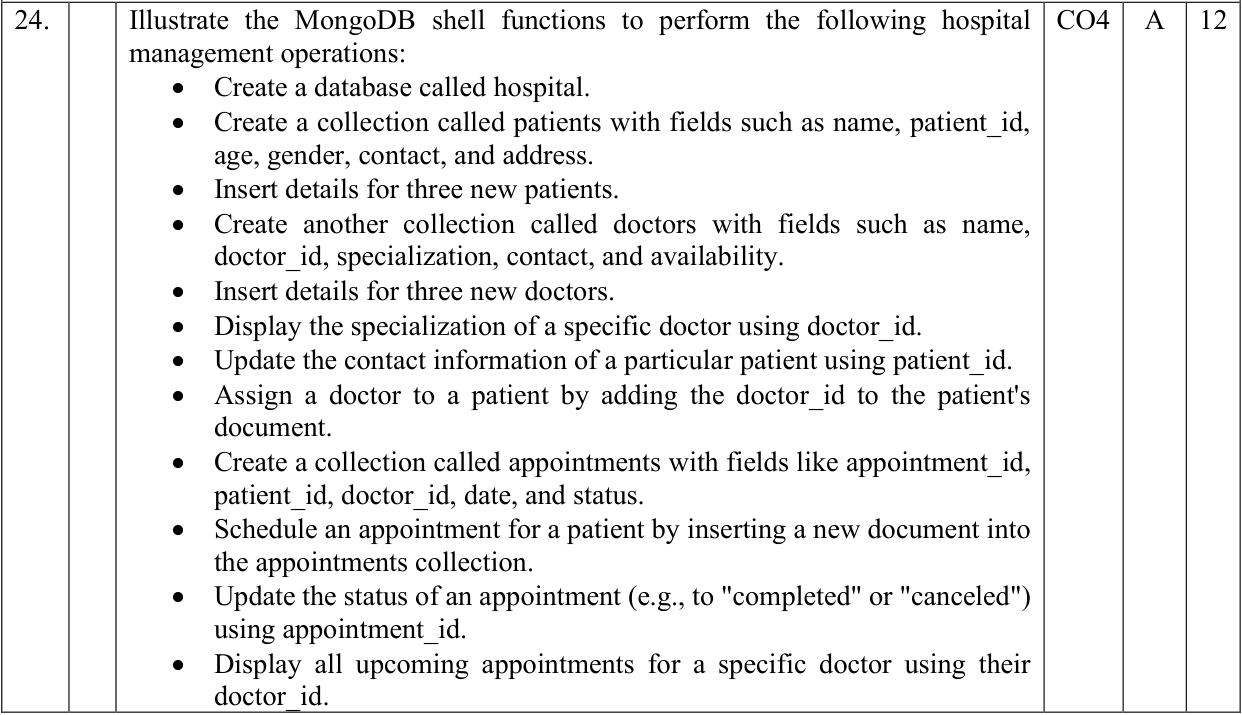 24. Illustrate the MongoDB shell functions to perform the following hospital CO4 A 12
management operations:
• Create a database called hospital.
• Create a collection called patients with fields such as name, patient_id,
age, gender, contact, and address.
• Insert details for three new patients.
• Create another collection called doctors with fields such as name,
doctor_id, specialization, contact, and availability.
• Insert details for three new doctors.
• Display the specialization of a specific doctor using doctor_id.
• Update the contact information of a particular patient using patient_id.
• Assign a doctor to a patient by adding the doctor_id to the patient's
document.
• Create a collection called appointments with fields like appointment_id,
patient_id, doctor_id, date, and status.
• Schedule an appointment for a patient by inserting a new document into
the appointments collection.
• Update the status of an appointment (e.g., to "completed" or "canceled")
using appointment_id.
• Display all upcoming appointments for a specific doctor using their
doctor_id.